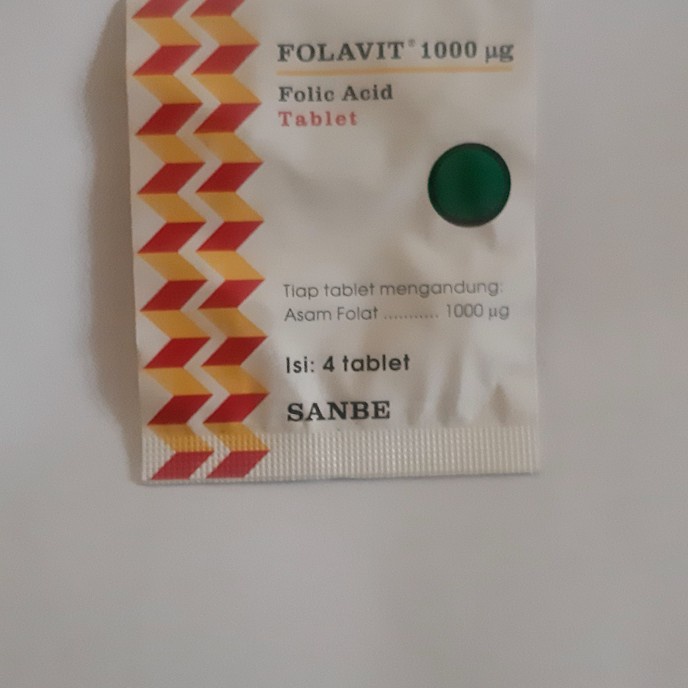 FOLAVIT® 1000 µg
Folic Acid
Tablet
Tiap tablet mengandung:
Asam Folat ........... 1000 µg
Isi: 4 tablet
SANBE